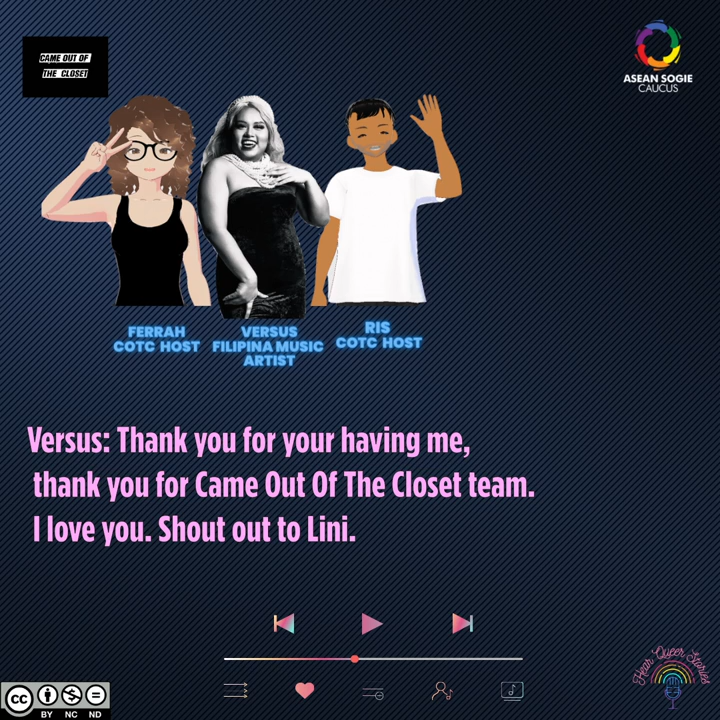 CAME OUT OF
THE CLOSET
ASEAN SOGIE
CAUCUS
FERRAH
COTC HOST
VERSUS
FILIPINA MUSIC
ARTIST
RIS
COTC HOST
Versus: Thank you for your having me,
thank you for Came Out Of The Closet team.
I love you. Shout out to Lini.
Hear Queer Stories
cc
BY NC ND